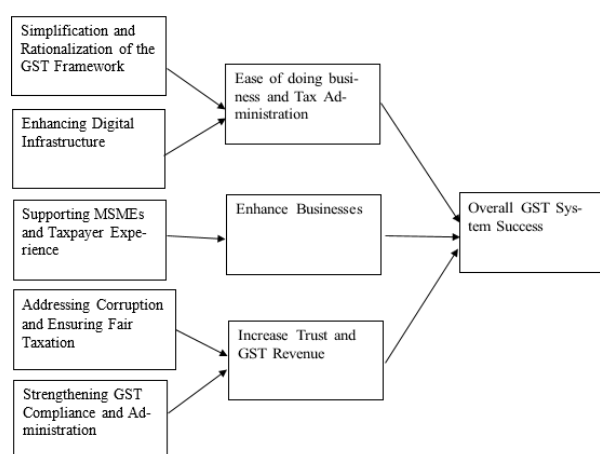 Simplification and
Rationalization of the
GST Framework
Enhancing Digital
Infrastructure
Supporting MSMEs
and Taxpayer Expe-
rience
Addressing Corruption
and Ensuring Fair
Taxation
Strengthening GST
Compliance and Ad-
ministration
Ease of doing busi-
ness and Tax Ad-
ministration
Enhance Businesses
Increase Trust and
GST Revenue
Overall GST Sys-
tem Success